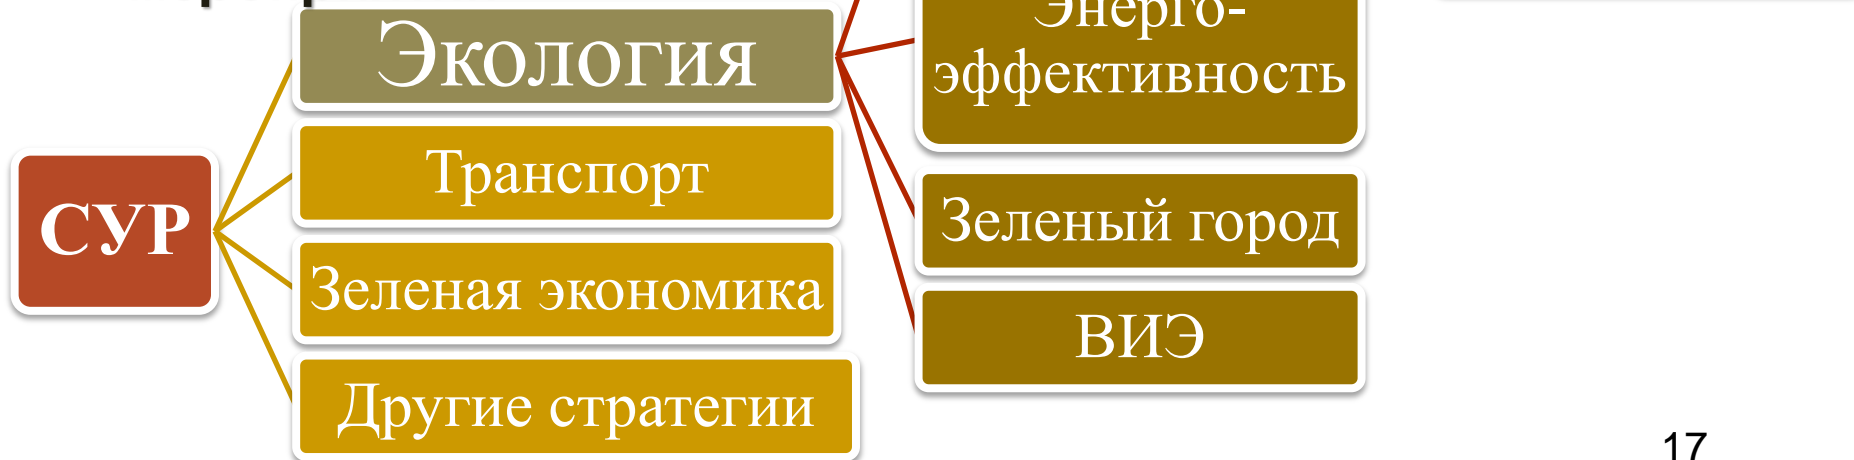 Экология
Транспорт
СУР
Зеленая экономика
Другие стратегии
Энерго-
эффективность
Зеленый город
ВИЭ
17